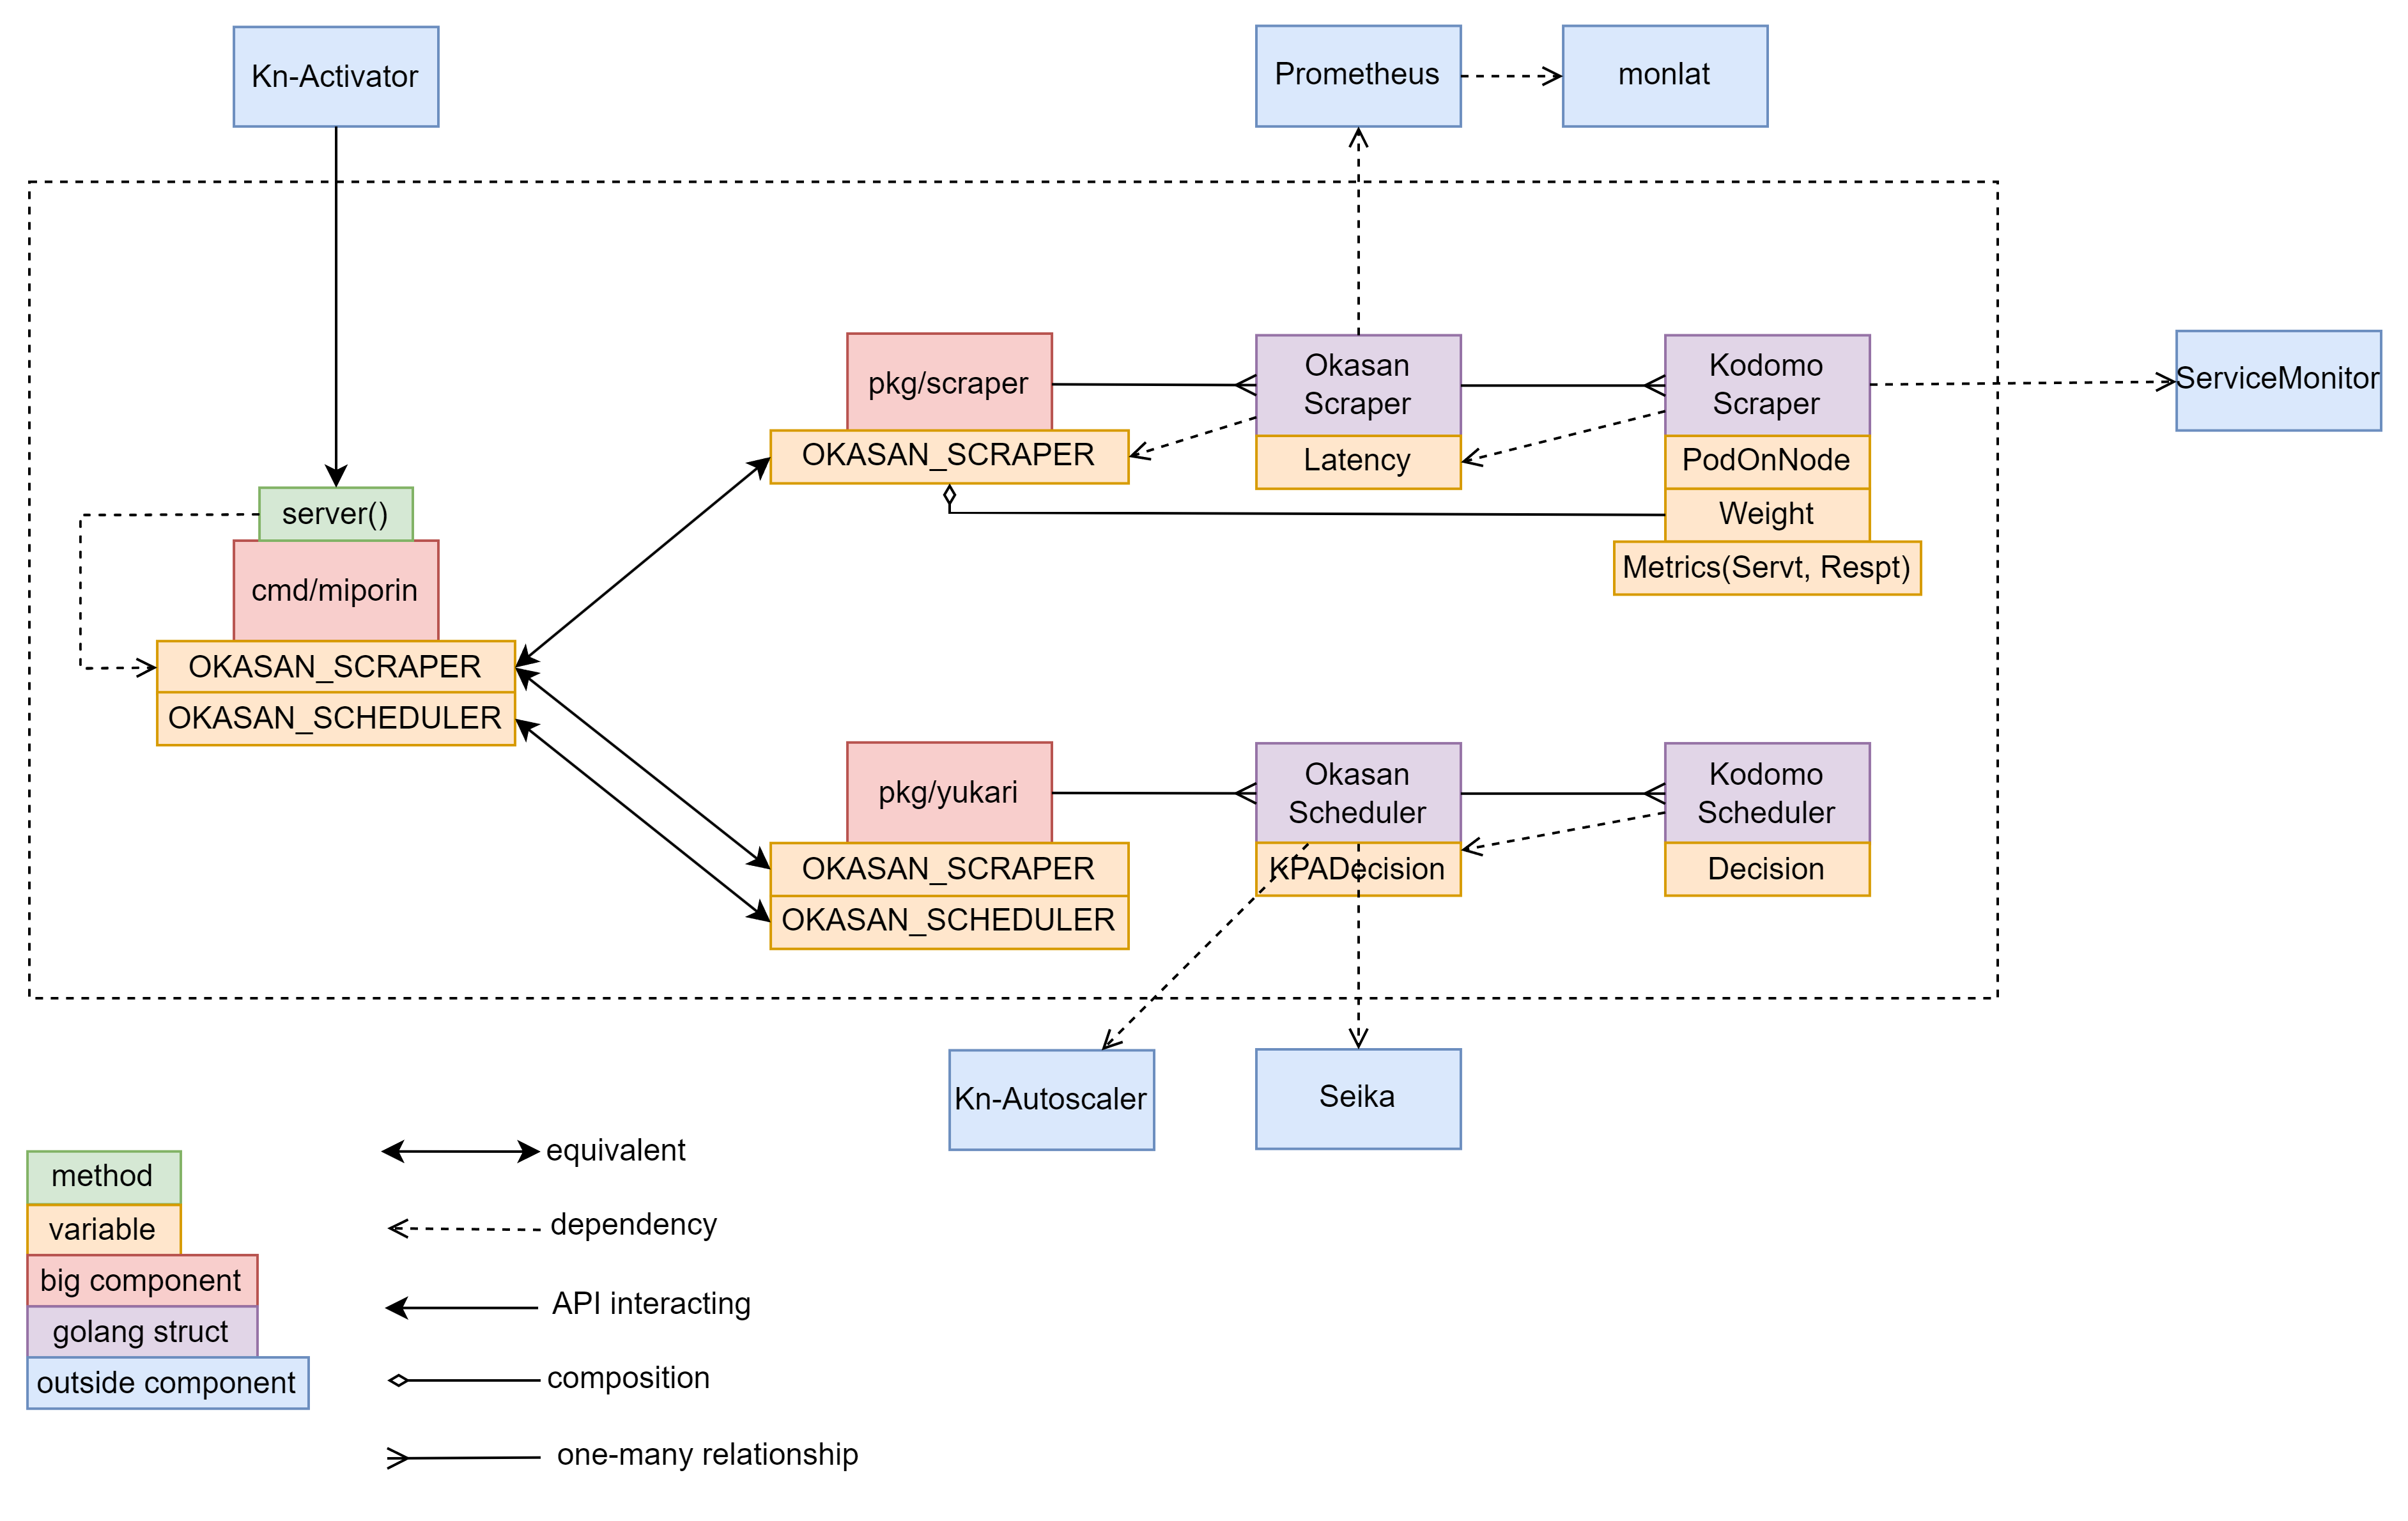 Kn-Activator
Prometheus
monlat
Okasan
Scraper
Kodomo
Scraper
pkg/scraper
ServiceMonitor
OKASAN_SCRAPER
Latency
PodOnNode
Weight
Metrics(Servt, Respt)
server()
cmd/miporin
OKASAN_SCRAPER
OKASAN_SCHEDULER
pkg/yukari
Okasan
Scheduler
Kodomo
Scheduler
OKASAN_SCRAPER
OKASAN_SCHEDULER
KPADecision
Decision
Kn-Autoscaler
Seika
method
variable
big component
golang struct
outside component
equivalent
dependency
API interacting
composition
one-many relationship